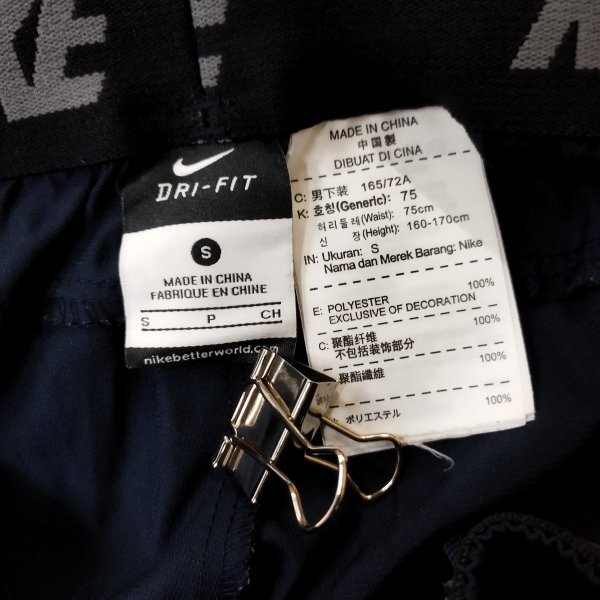 NIKE
DRI-FIT
S
MADE IN CHINA
FABRIQUE EN CHINE
S P CH
nikebetterworld.com
MADE IN CHINA
中国製
DIBUAT DI CINA
C: 男下装 165/72A
K: 호칭(Generic): 75
허리둘레(Waist): 75cm
신 장(Height): 160-170cm
IN: Ukuran: S
Nama dan Merek Barang: Nike
E: POLYESTER 100%
EXCLUSIVE OF DECORATION
C: 聚酯纤维 100%
不包括装饰部分
聚酯纖維 100%
ポリエステル 100%